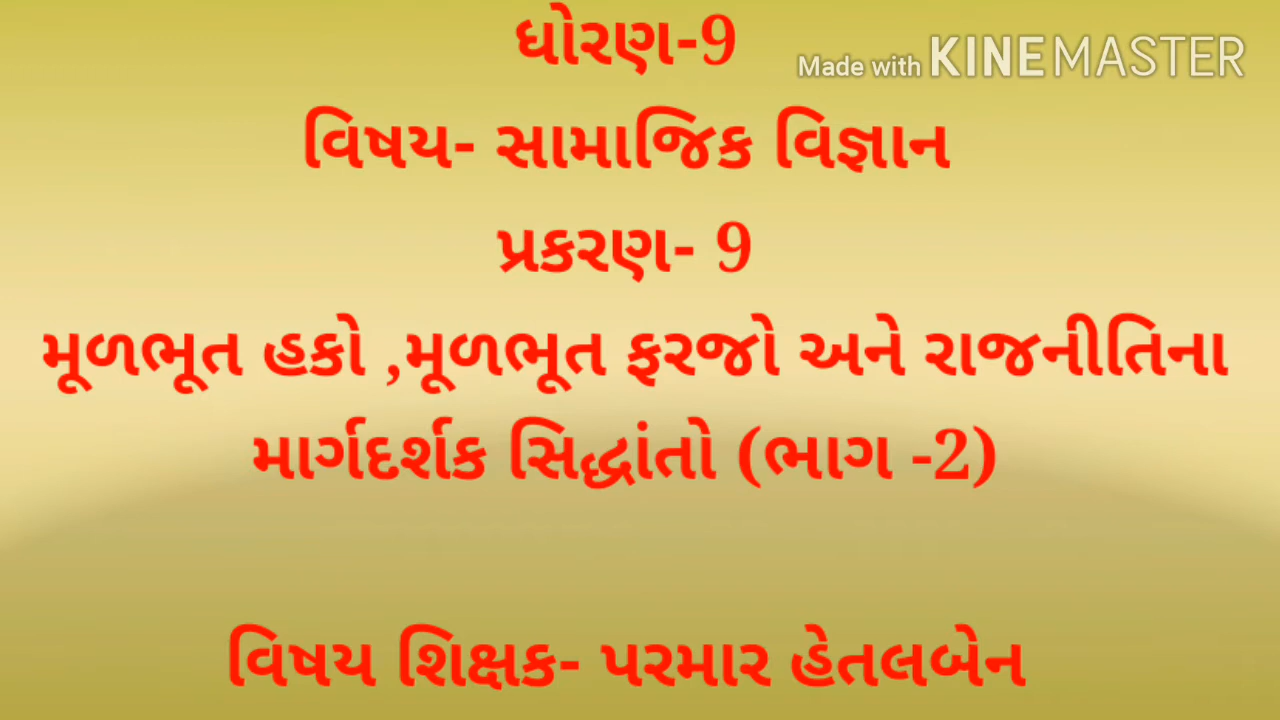 ધોરણ-9
Made with KINEMASTER
વિષય- સામાજિક વિજ્ઞાન
પ્રકરણ- 9
મૂળભૂત હકો ,મૂળભૂત ફરજો અને રાજનીતિના
માર્ગદર્શક સિદ્ધાંતો (ભાગ -2)
વિષય શિક્ષક- પરમાર હેતલબેન